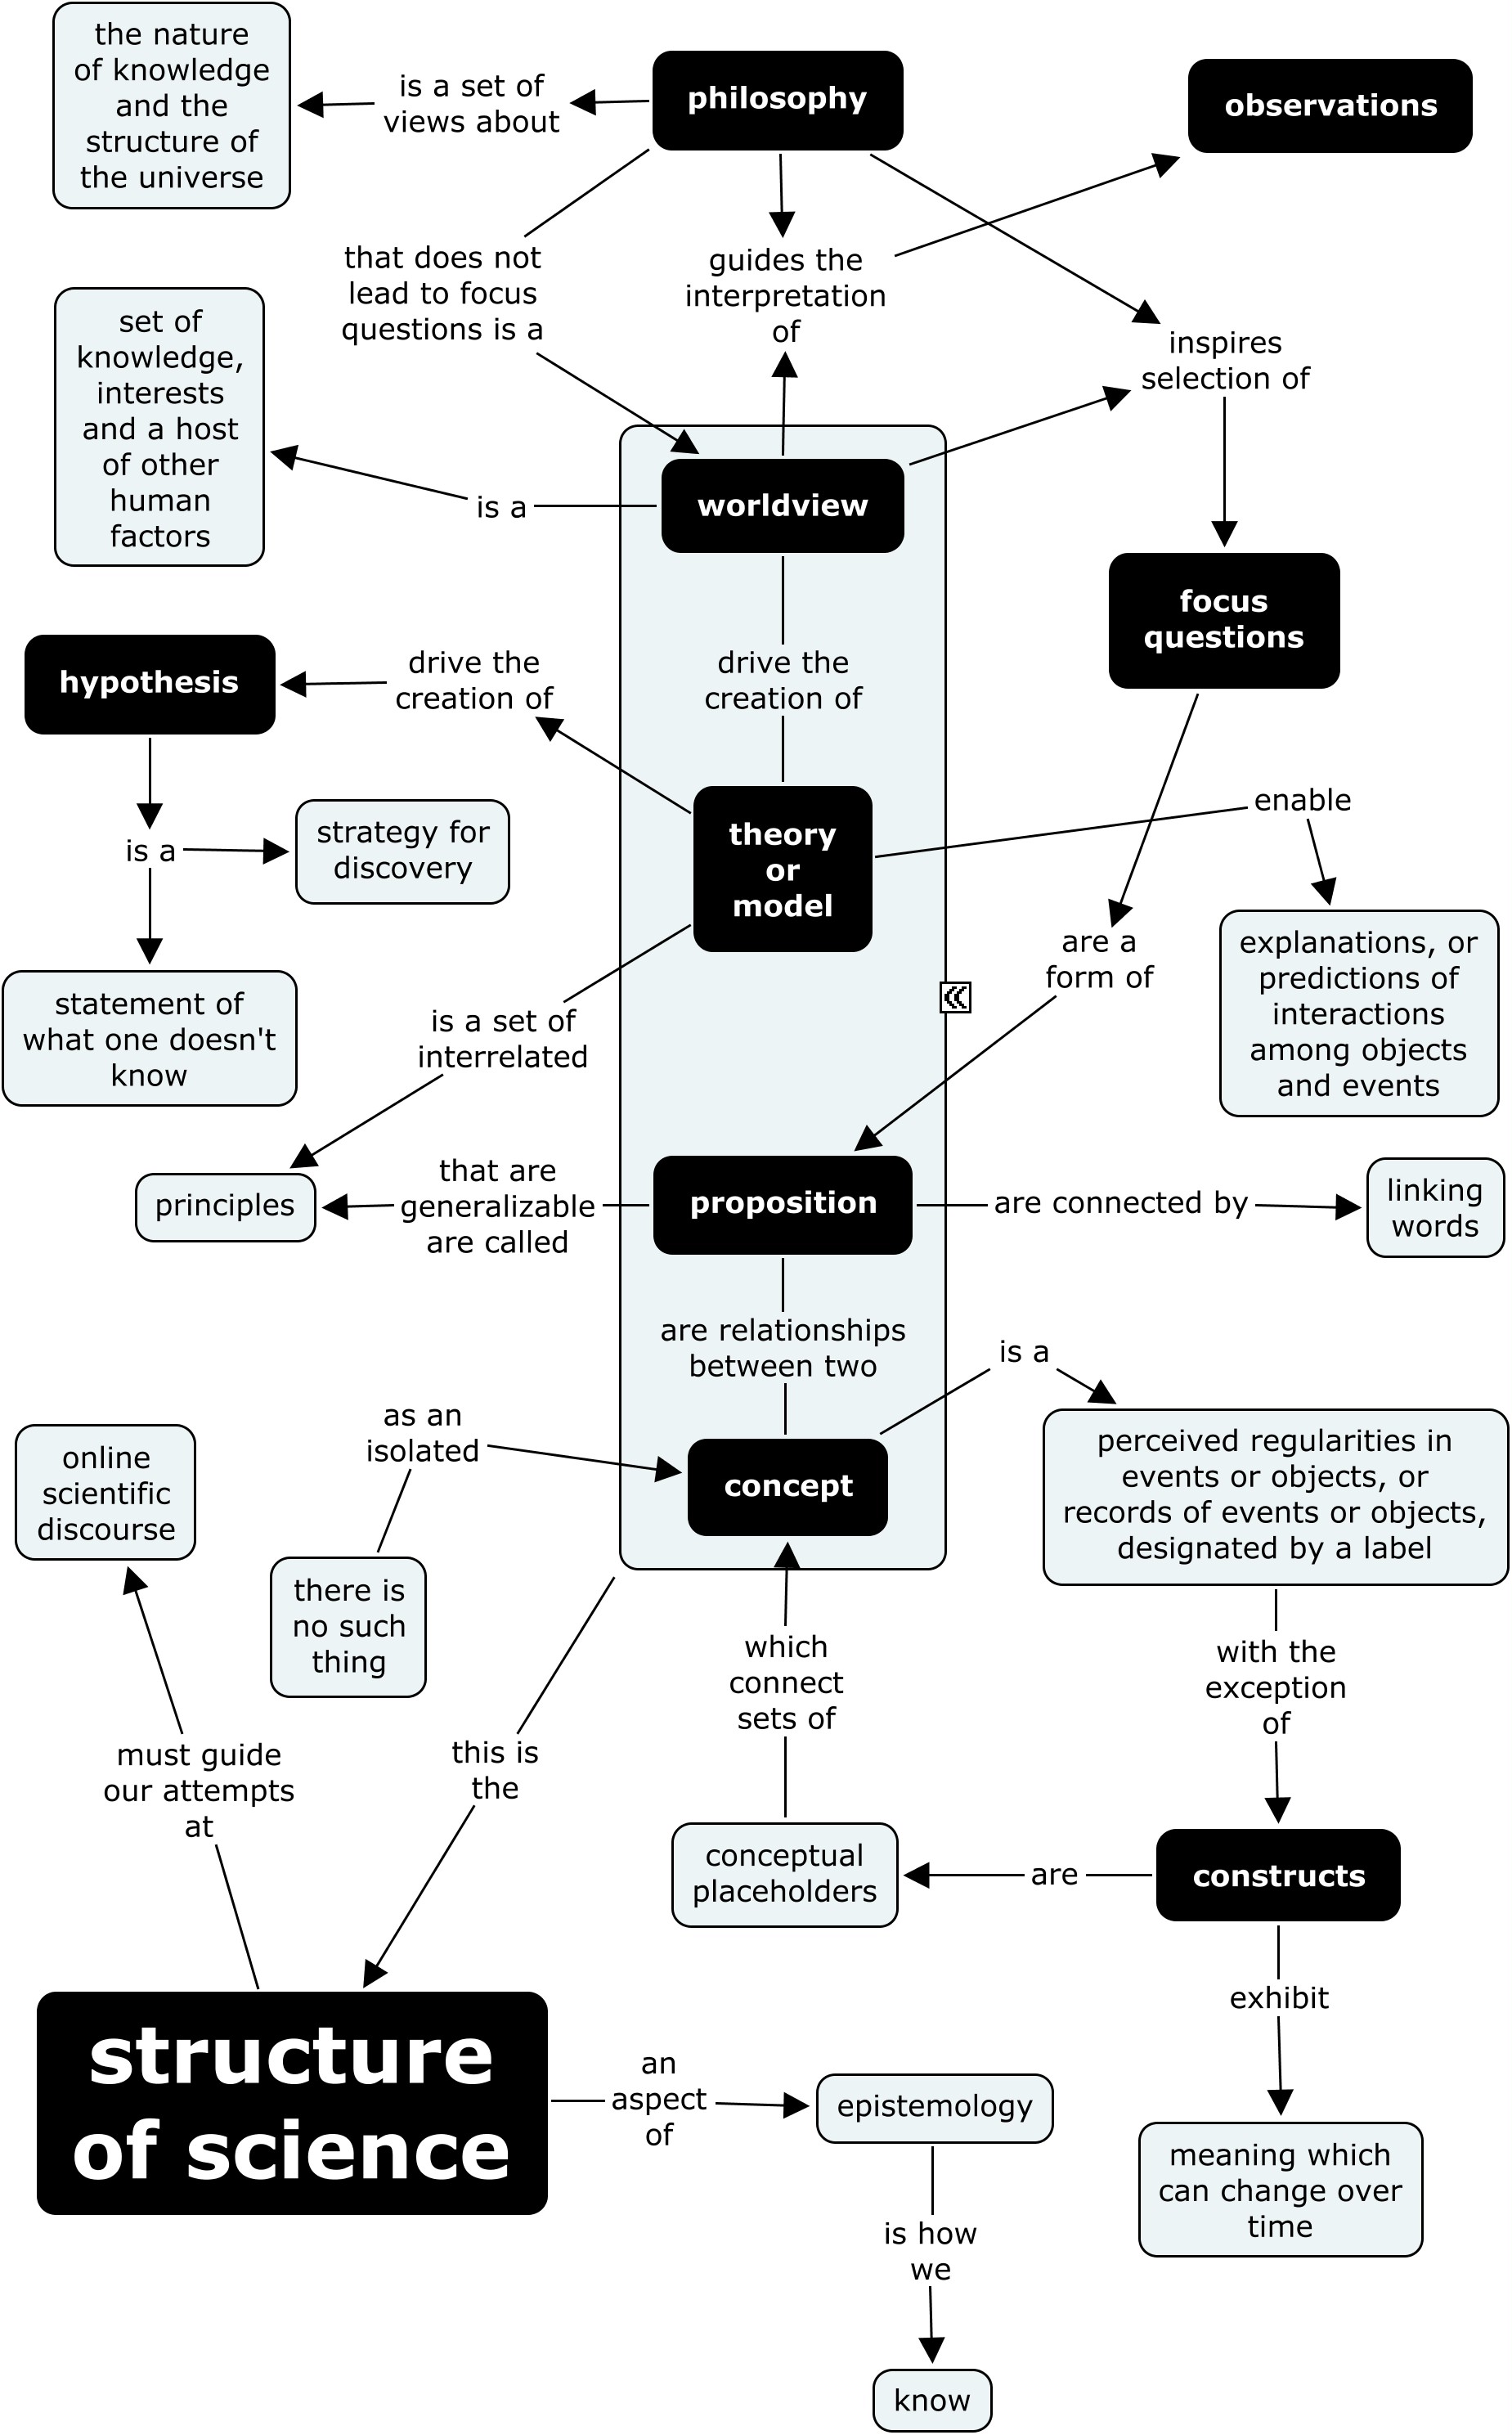 the nature
of knowledge
and the
structure of
the universe
is a set of
views about
philosophy
observations
that does not
lead to focus
questions is a
guides the
interpretation
of
inspires
selection of
set of
knowledge,
interests
and a host
of other
human
factors
is a
worldview
focus
questions
hypothesis
drive the
creation of
drive the
creation of
is a
strategy for
discovery
theory
or
model
enable
are a
form of
explanations, or
predictions of
interactions
among objects
and events
statement of
what one doesn't
know
is a set of
interrelated
principles
that are
generalizable
are called
proposition
are connected by
linking
words
are relationships
between two
is a
as an
isolated
concept
perceived regularities in
events or objects, or
records of events or objects,
designated by a label
online
scientific
discourse
there is
no such
thing
which
connect
sets of
with the
exception
of
must guide
our attempts
at
this is
the
conceptual
placeholders
are
constructs
exhibit
structure
of science
an
aspect
of
epistemology
meaning which
can change over
time
is how
we
know